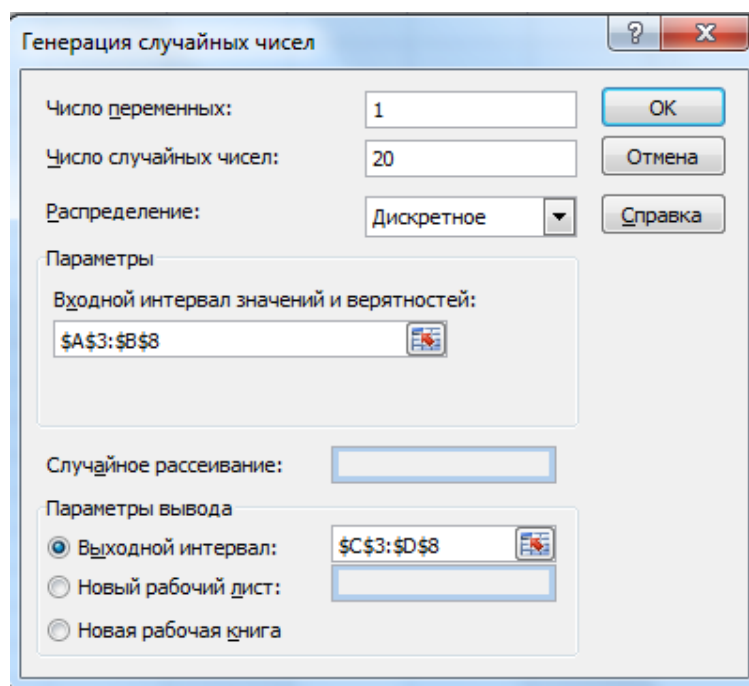 Генерация случайных чисел
Число переменных: 1 ОК
Число случайных чисел: 20 Отмена
Распределение: Дискретное Справка
Параметры
Входной интервал значений и верятностей:
$A$3:$B$8
Случайное рассеивание:
Параметры вывода
Выходной интервал: $C$3:$D$8
Новый рабочий лист:
Новая рабочая книга